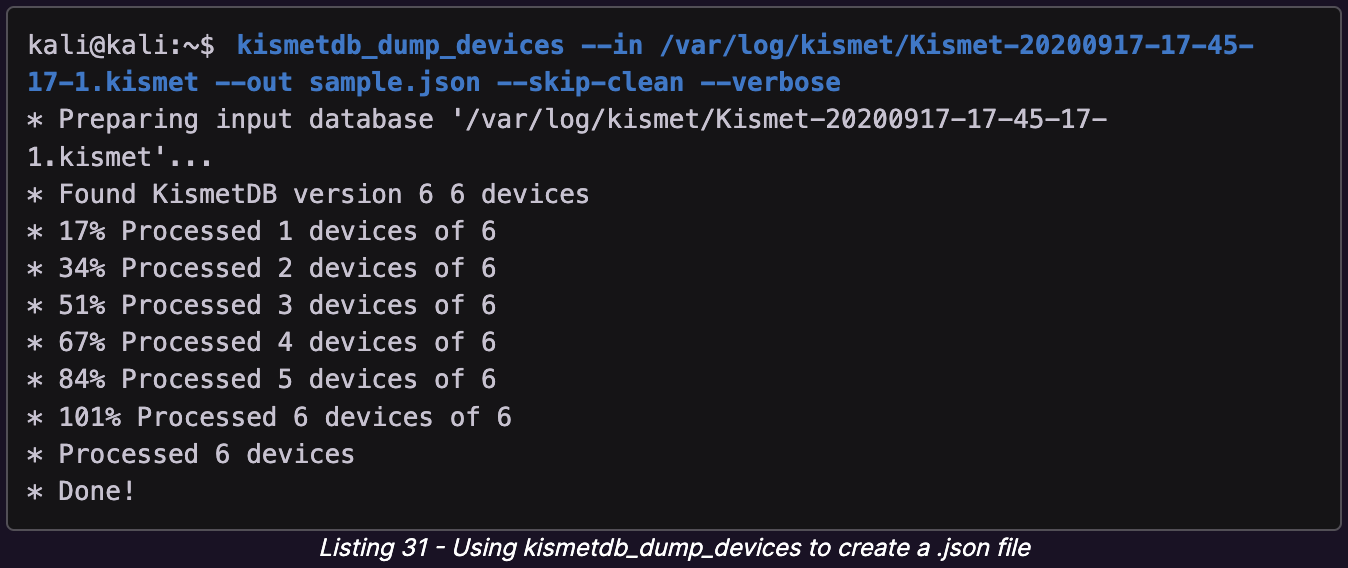 kali@kali:~$ kismetdb_dump_devices --in /var/log/kismet/Kismet-20200917-17-45-
17-1.kismet --out sample.json --skip-clean --verbose
* Preparing input database '/var/log/kismet/Kismet-20200917-17-45-17-
1.kismet'...
* Found KismetDB version 6 6 devices
* 17% Processed 1 devices of 6
* 34% Processed 2 devices of 6
* 51% Processed 3 devices of 6
* 67% Processed 4 devices of 6
* 84% Processed 5 devices of 6
* 101% Processed 6 devices of 6
* Processed 6 devices
* Done!
Listing 31 - Using kismetdb_dump_devices to create a .json file